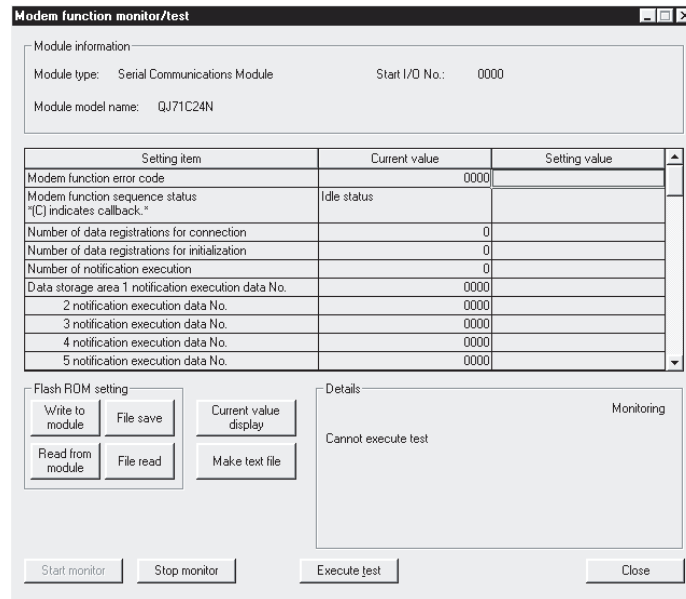 Modem function monitor/test
Module information
Module type: Serial Communications Module Start I/O No.: 0000
Module model name: QJ71C24N
Setting item Current value Setting value
Modem function error code 0000
Modem function sequence status Idle status
*(C) indicates callback.*
Number of data registrations for connection 0
Number of data registrations for initialization 0
Number of notification execution 0
Data storage area 1 notification execution data No. 0000
2 notification execution data No. 0000
3 notification execution data No. 0000
4 notification execution data No. 0000
5 notification execution data No. 0000
Flash ROM setting
Write to module
File save
Current value display
Read from module
File read
Make text file
Details
Monitoring
Cannot execute test
Start monitor Stop monitor Execute test Close